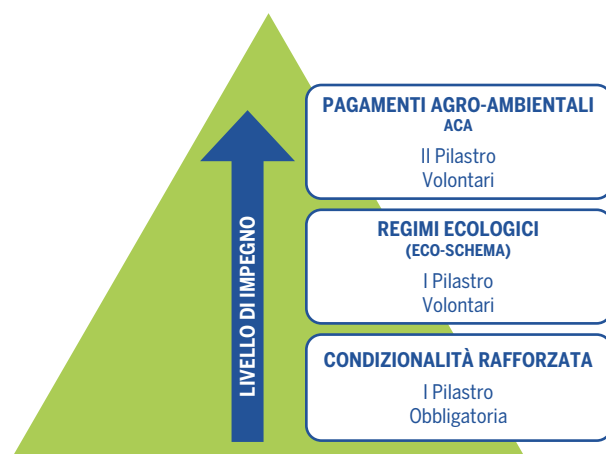 PAGAMENTI AGRO-AMBIENTALI
ACA
II Pilastro
Volontari
REGIMI ECOLOGICI
(ECO-SCHEMA)
I Pilastro
Volontari
CONDIZIONALITÀ RAFFORZATA
I Pilastro
Obbligatoria
LIVELLO DI IMPEGNO